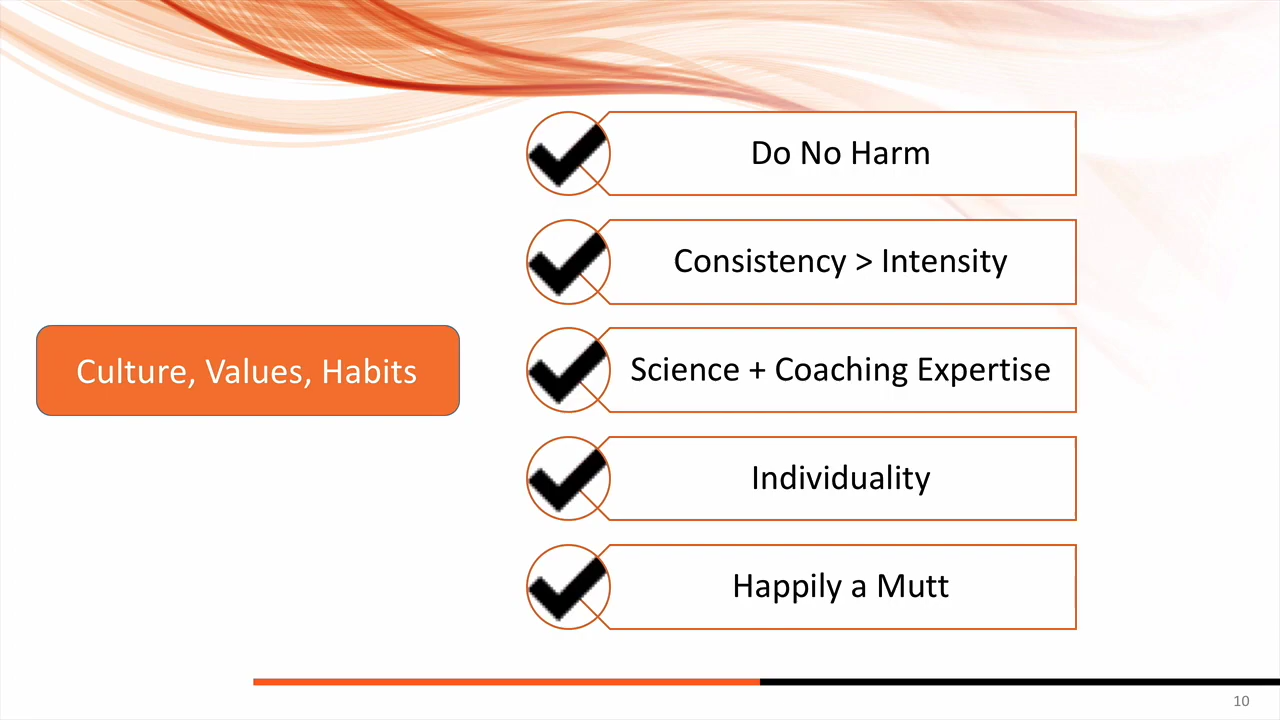 Do No Harm
Consistency > Intensity
Culture, Values, Habits
Science + Coaching Expertise
Individuality
Happily a Mutt
10